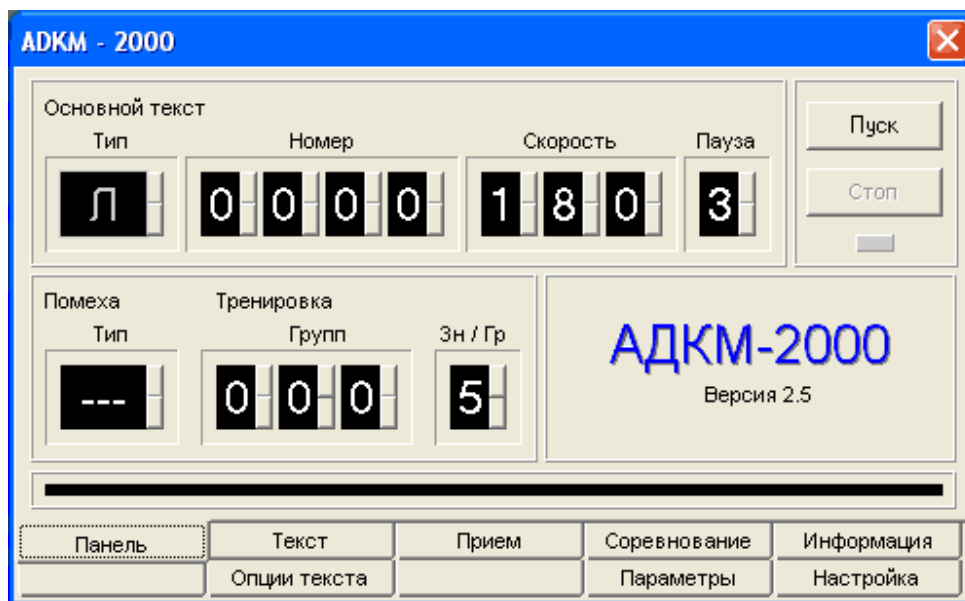 ADKM - 2000
Основной текст
Тип Номер Скорость Пауза
Л 0 0 0 0 1 8 0 3
Пуск
Стоп
Помеха Тренировка
Тип Групп Зн / Гр
--- 0 0 0 5
АДКМ-2000
Версия 2.5
Панель Текст Прием Соревнование Информация
Опции текста Параметры Настройка